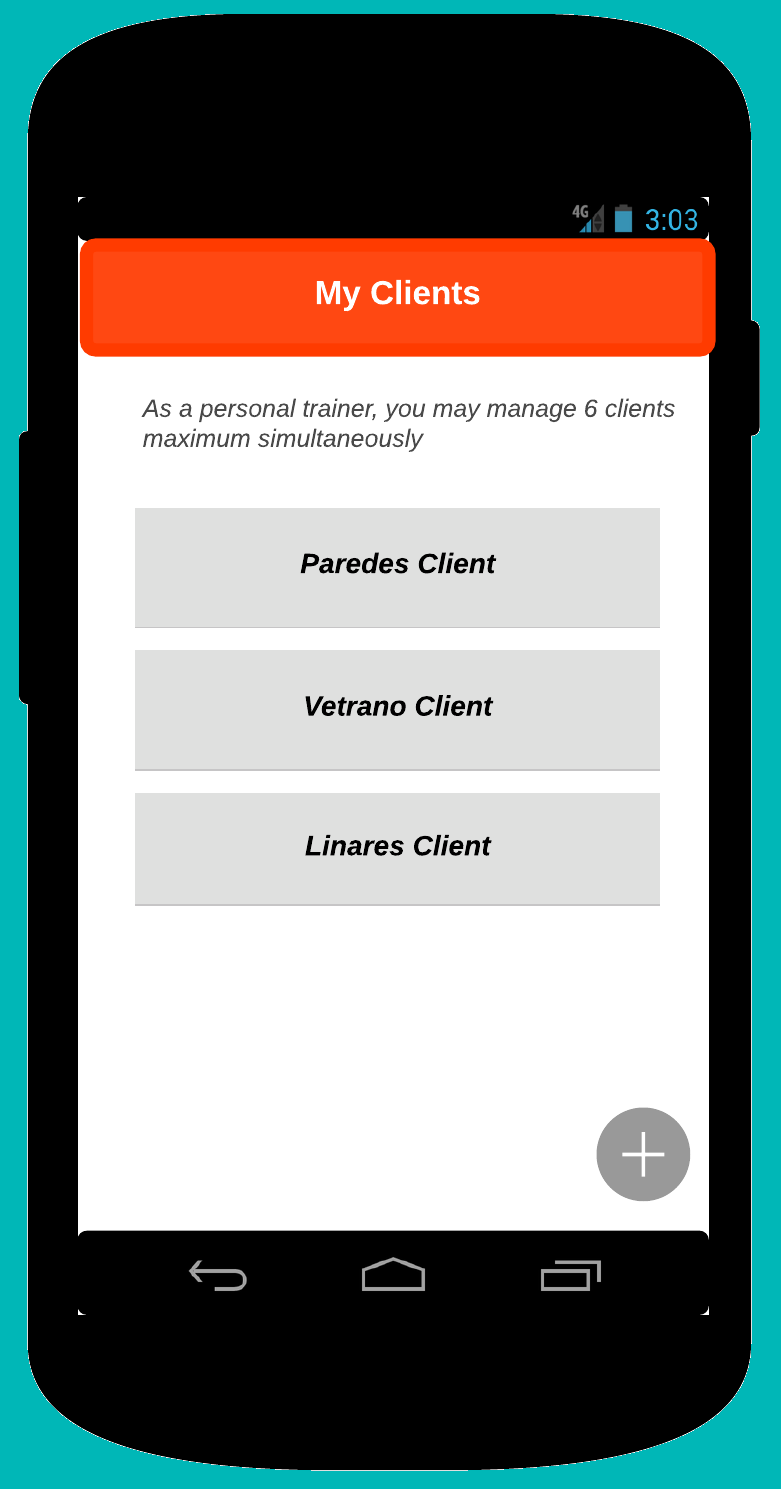 4G 3:03
My Clients
As a personal trainer, you may manage 6 clients
maximum simultaneously
Paredes Client
Vetrano Client
Linares Client